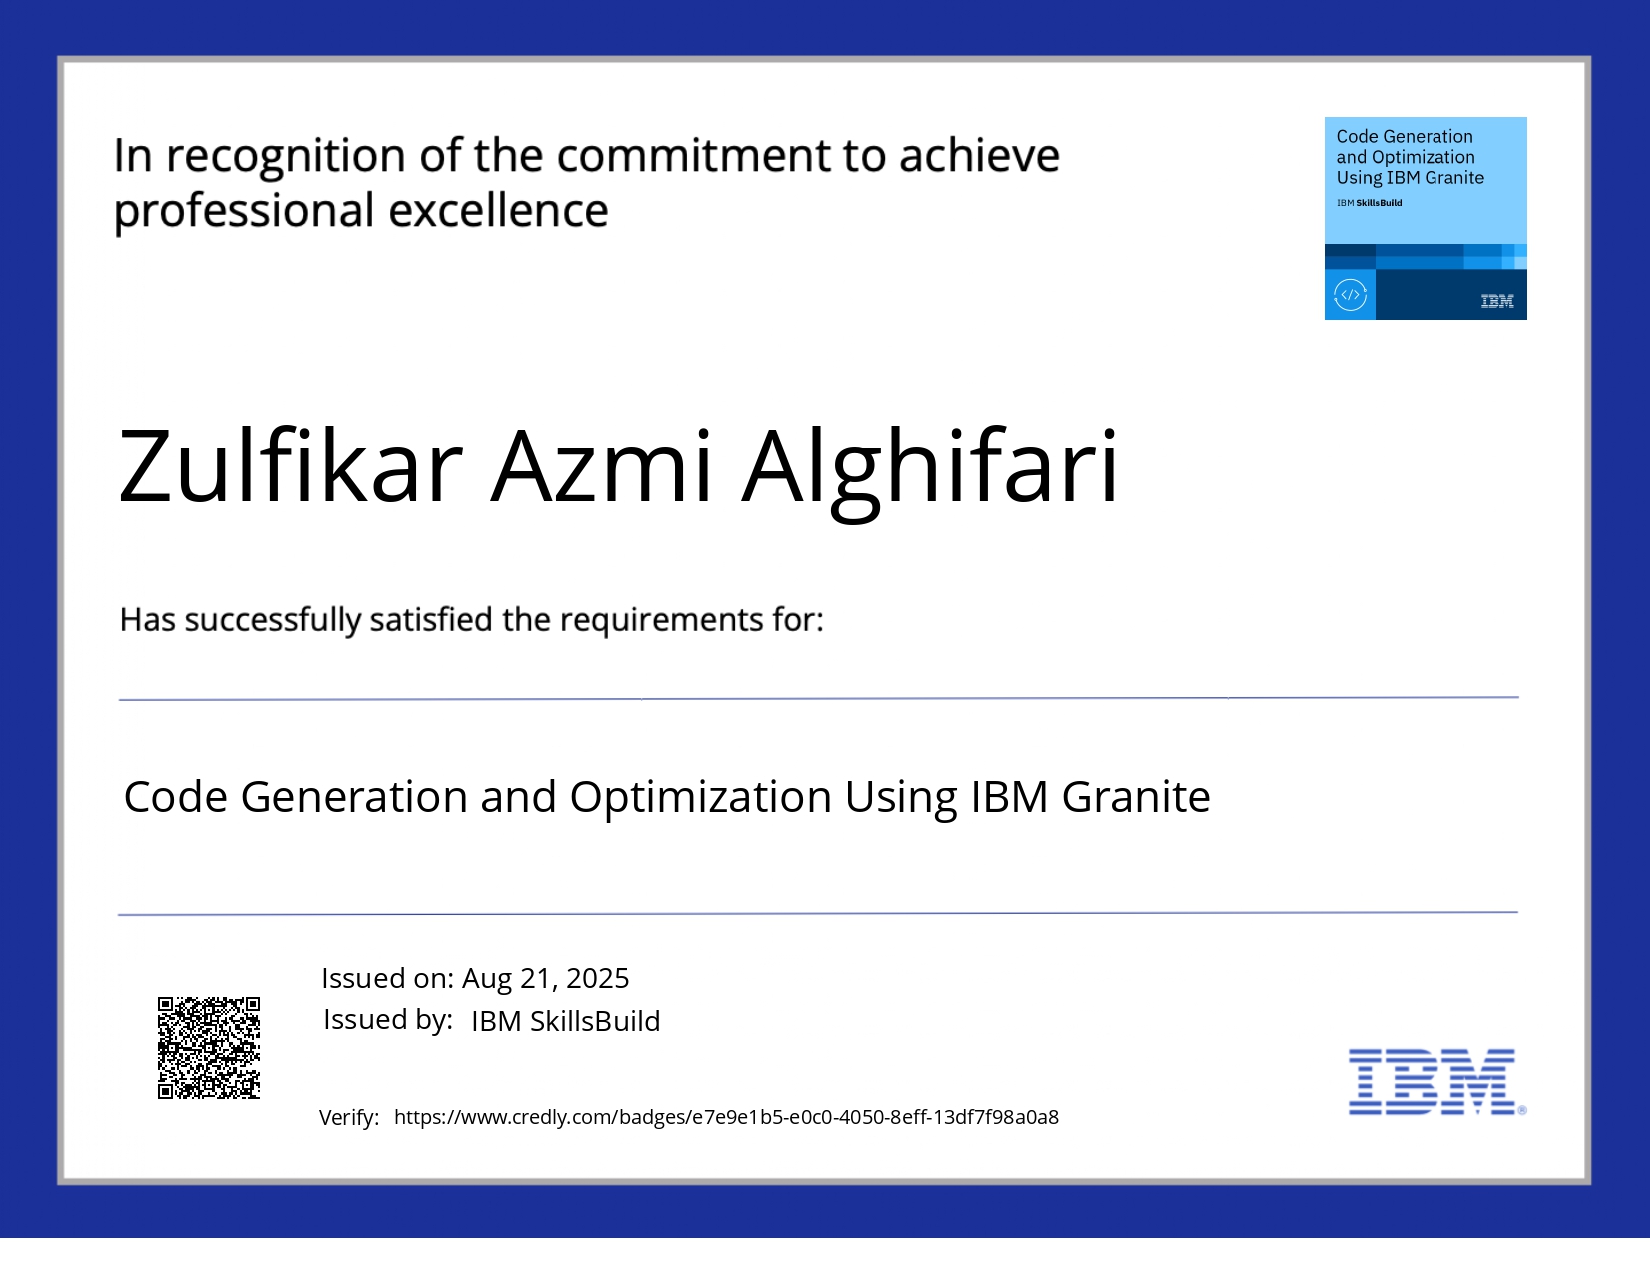 In recognition of the commitment to achieve
professional excellence
Code Generation
and Optimization
Using IBM Granite
IBM SkillsBuild
</>
IBM
Zulfikar Azmi Alghifari
Has successfully satisfied the requirements for:
Code Generation and Optimization Using IBM Granite
Issued on: Aug 21, 2025
Issued by: IBM SkillsBuild
Verify: https://www.credly.com/badges/e7e9e1b5-e0c0-4050-8eff-13df7f98a0a8
IBM®